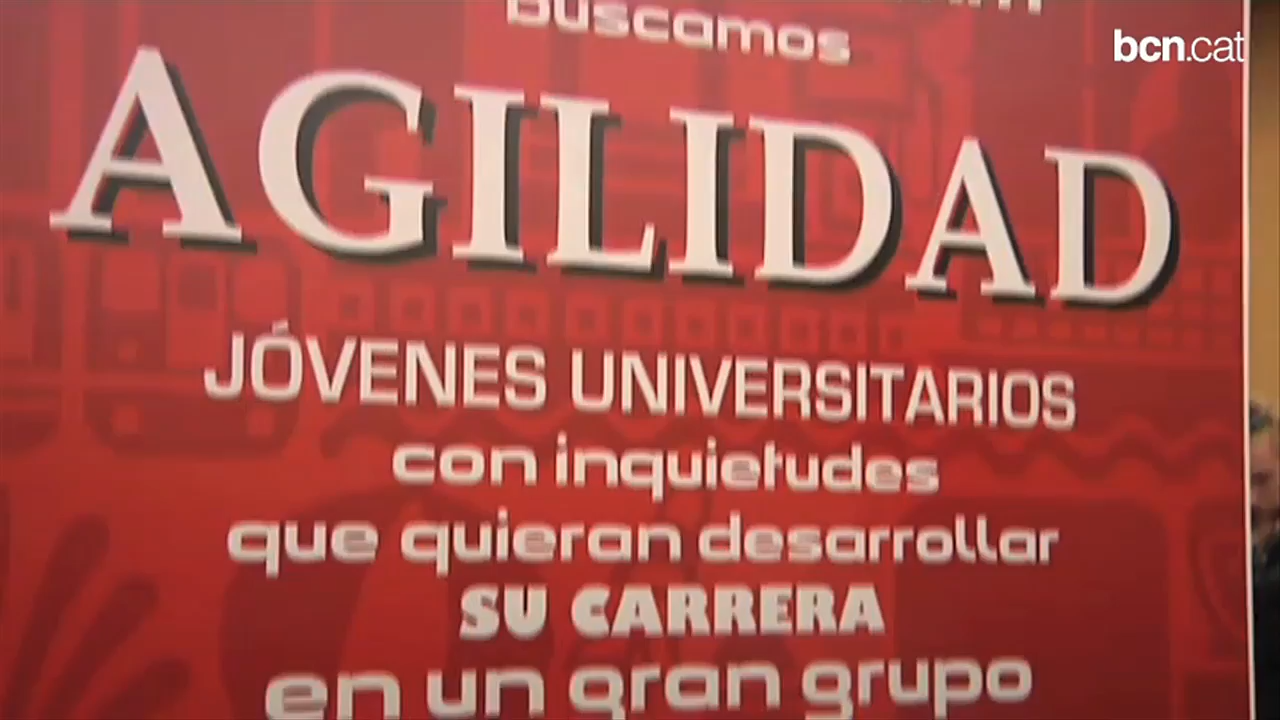 buscamos
bcn.cat
AGILIDAD
JÓVENES UNIVERSITARIOS
con inquietudes
que quieran desarrollar
SU CARRERA
en un gran grupo